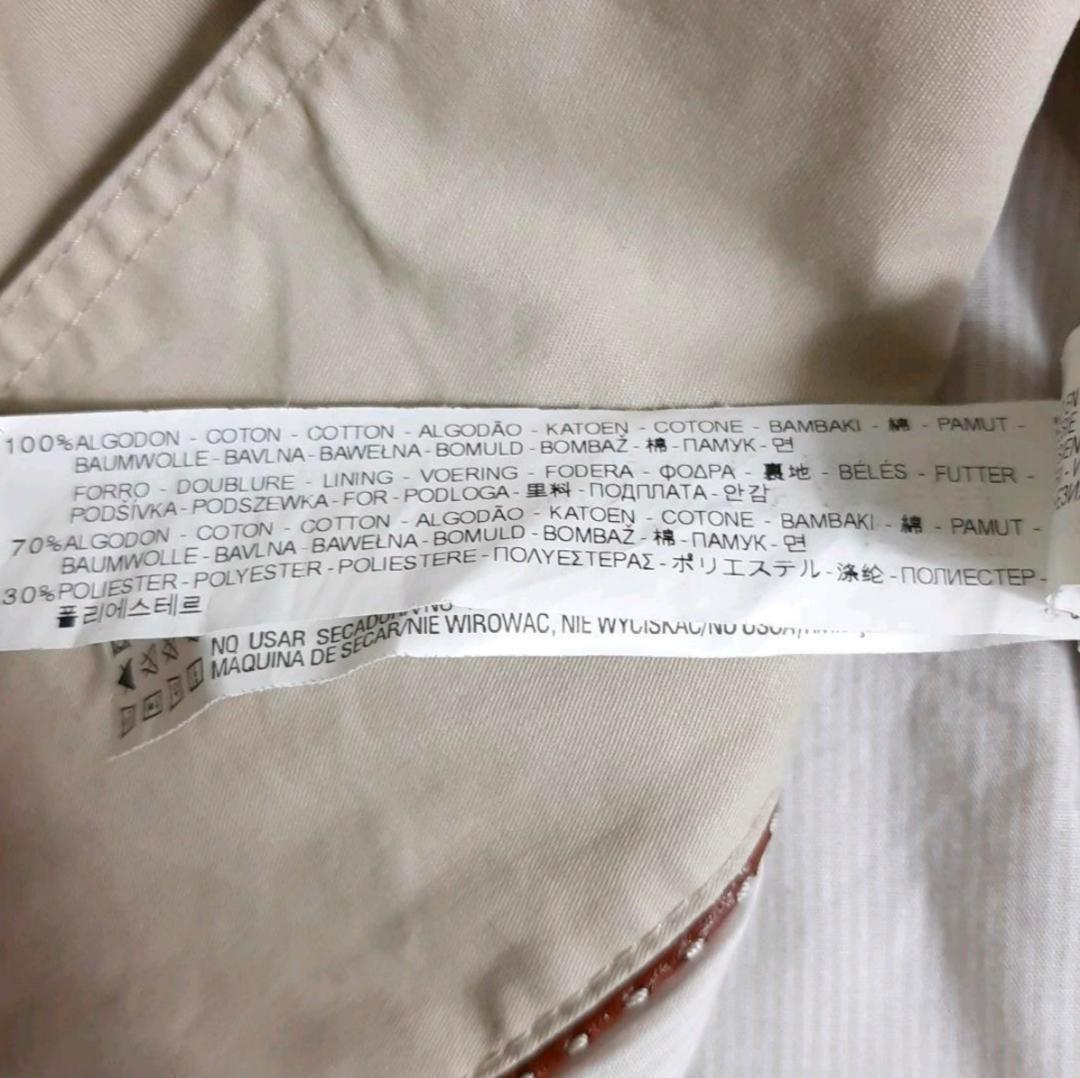 100%ALGODON - COTON - COTTON - ALGODÃO - KATOEN - COTONE - BAMBAKI - 綿 - PAMUT -
BAUMWOLLE - BAVLNA - BAWEŁNA - BOMULD - BOMBAŽ - 棉 - ПАМУК - 면
FORRO - DOUBLURE - LINING - VOERING - FODERA - ΦΟΔΡΑ - 裏地 - BÉLÉS - FUTTER -
PODŠÍVKA - PODSZEWKA - FOR - PODLOGA - 里料 - ПОДПЛАТА - 안감
70%ALGODON - COTON - COTTON - ALGODÃO - KATOEN - COTONE - BAMBAKI - 綿 - PAMUT -
BAUMWOLLE - BAVLNA - BAWEŁNA - BOMULD - BOMBAŽ - 棉 - ПАМУК - 면
30%POLIESTER - POLYESTER - POLIESTERE - ΠΟΛΥΕΣΤΕΡΑΣ - ポリエステル - 涤纶 - ПОЛИЕСТЕР -
폴리에스테르
NO USAR SECADORA/NO
MAQUINA DE SECAR/NIE WIROWAC, NIE WYCISKAC/NO